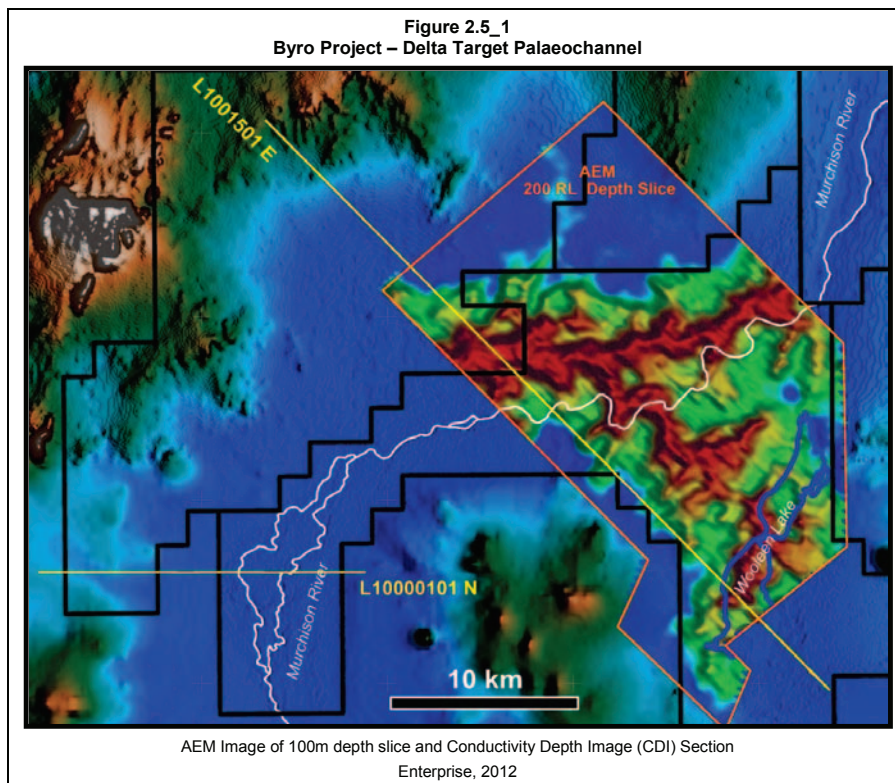 Figure 2.5_1
Byro Project – Delta Target Palaeochannel
L1001501 E
AEM
200 RL Depth Slice
Murchison River
Wooleen Lake
L10000101 N
Murchison River
10 km
AEM Image of 100m depth slice and Conductivity Depth Image (CDI) Section
Enterprise, 2012